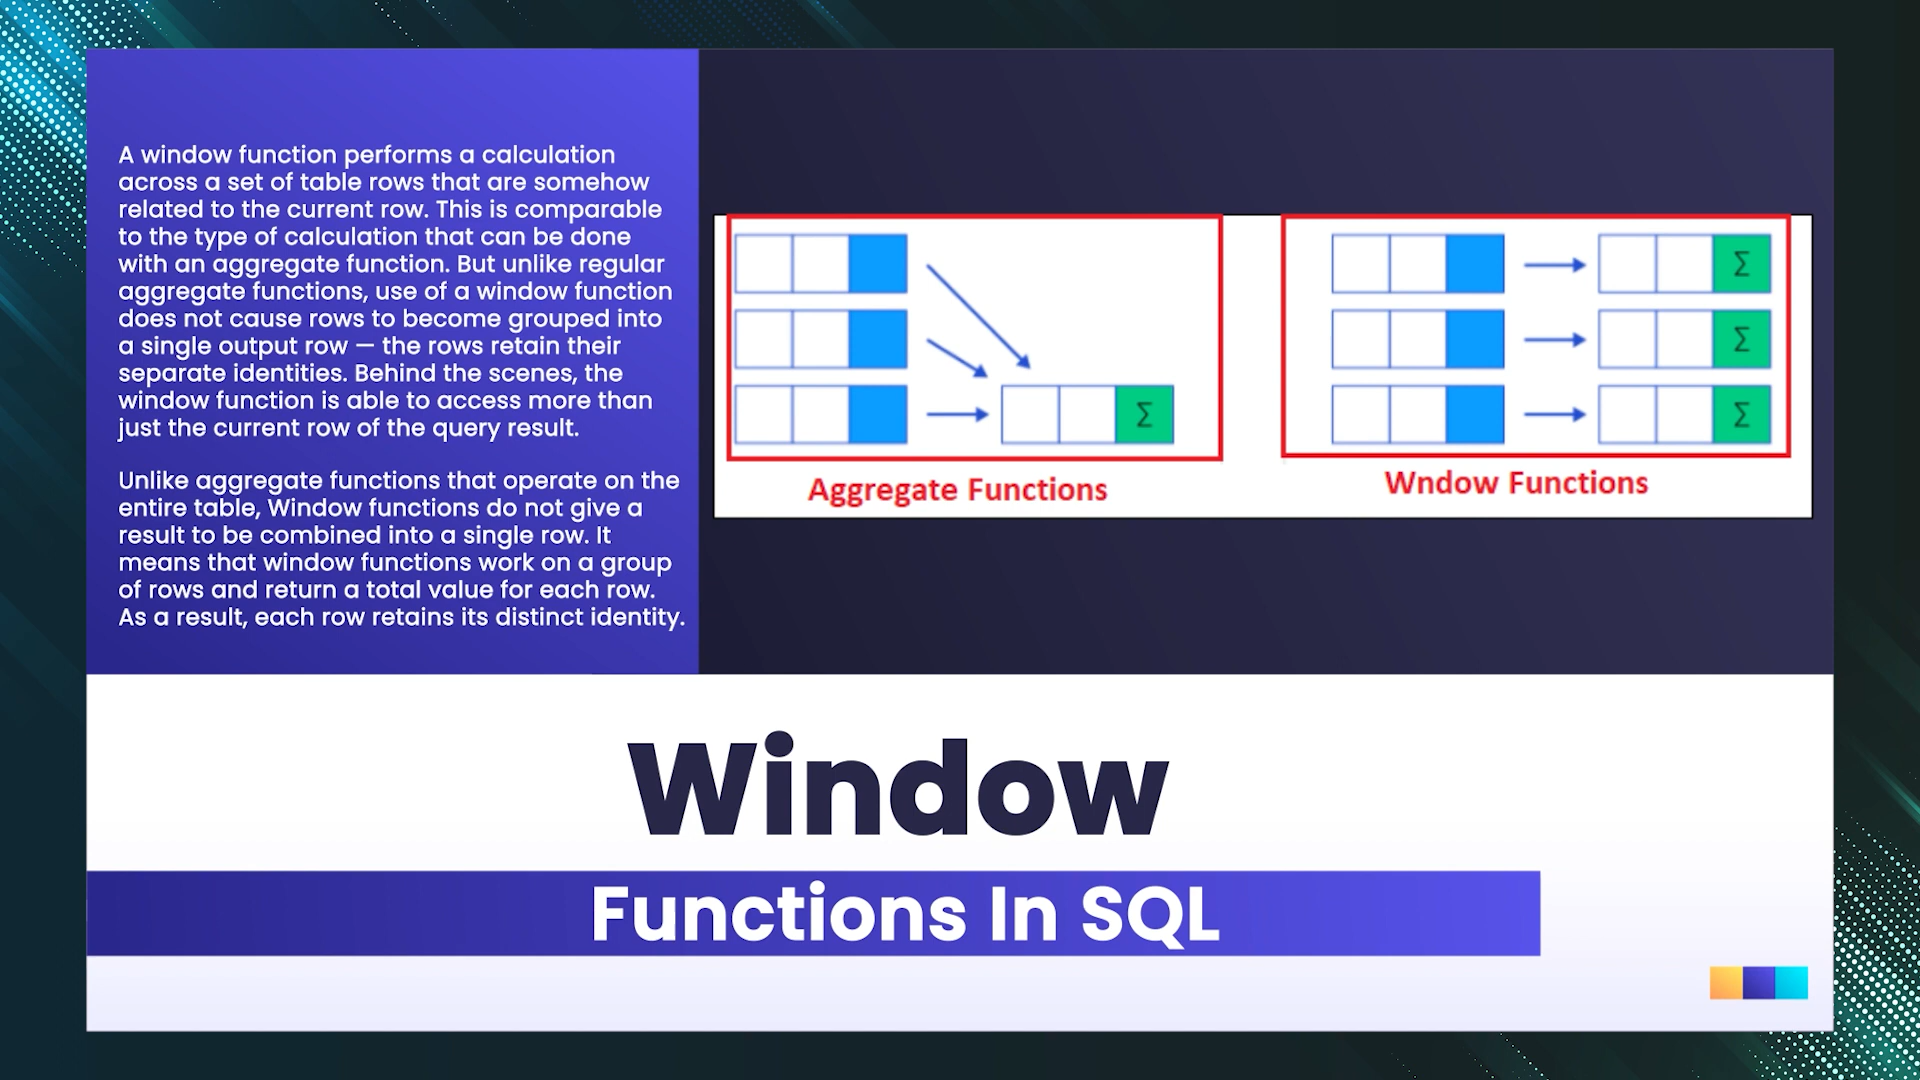 A window function performs a calculation
across a set of table rows that are somehow
related to the current row. This is comparable
to the type of calculation that can be done
with an aggregate function. But unlike regular
aggregate functions, use of a window function
does not cause rows to become grouped into
a single output row — the rows retain their
separate identities. Behind the scenes, the
window function is able to access more than
just the current row of the query result.
Unlike aggregate functions that operate on the
entire table, Window functions do not give a
result to be combined into a single row. It
means that window functions work on a group
of rows and return a total value for each row.
As a result, each row retains its distinct identity.
Σ
Aggregate Functions
Σ
Σ
Σ
Wndow Functions
Window
Functions In SQL